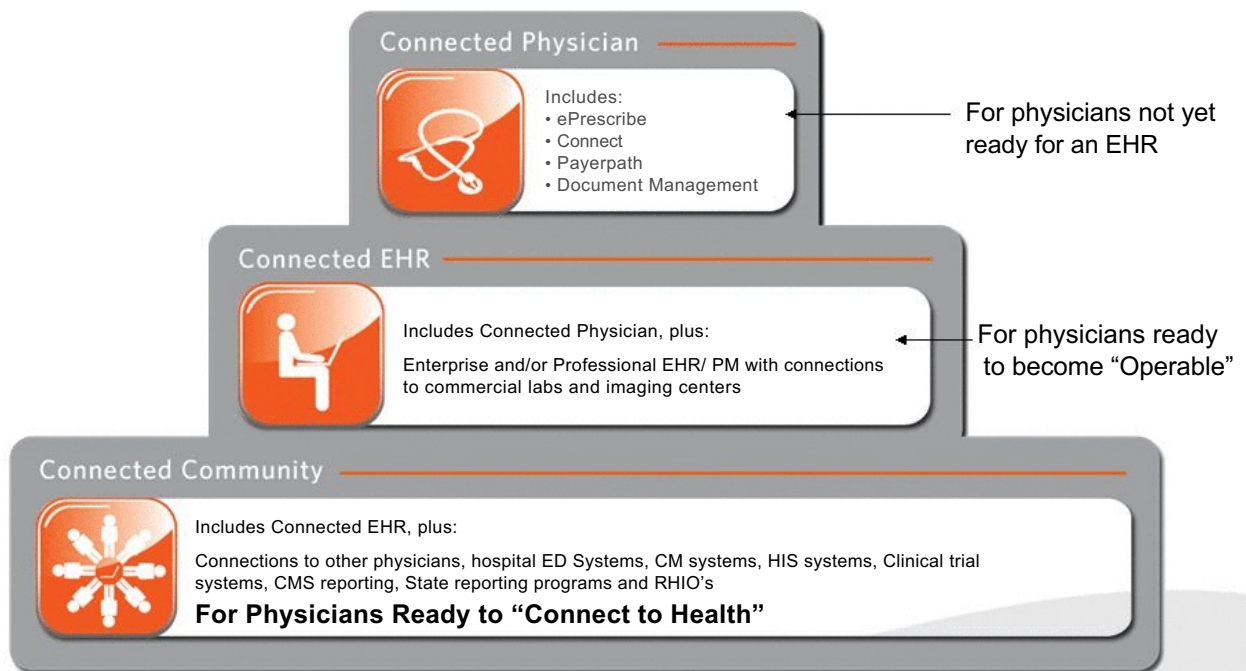 Connected Physician
Includes:
• ePrescribe
• Connect
• Payerpath
• Document Management
For physicians not yet
ready for an EHR
Connected EHR
Includes Connected Physician, plus:
Enterprise and/or Professional EHR/ PM with connections
to commercial labs and imaging centers
For physicians ready
to become “Operable”
Connected Community
Includes Connected EHR, plus:
Connections to other physicians, hospital ED Systems, CM systems, HIS systems, Clinical trial
systems, CMS reporting, State reporting programs and RHIO’s
For Physicians Ready to “Connect to Health”